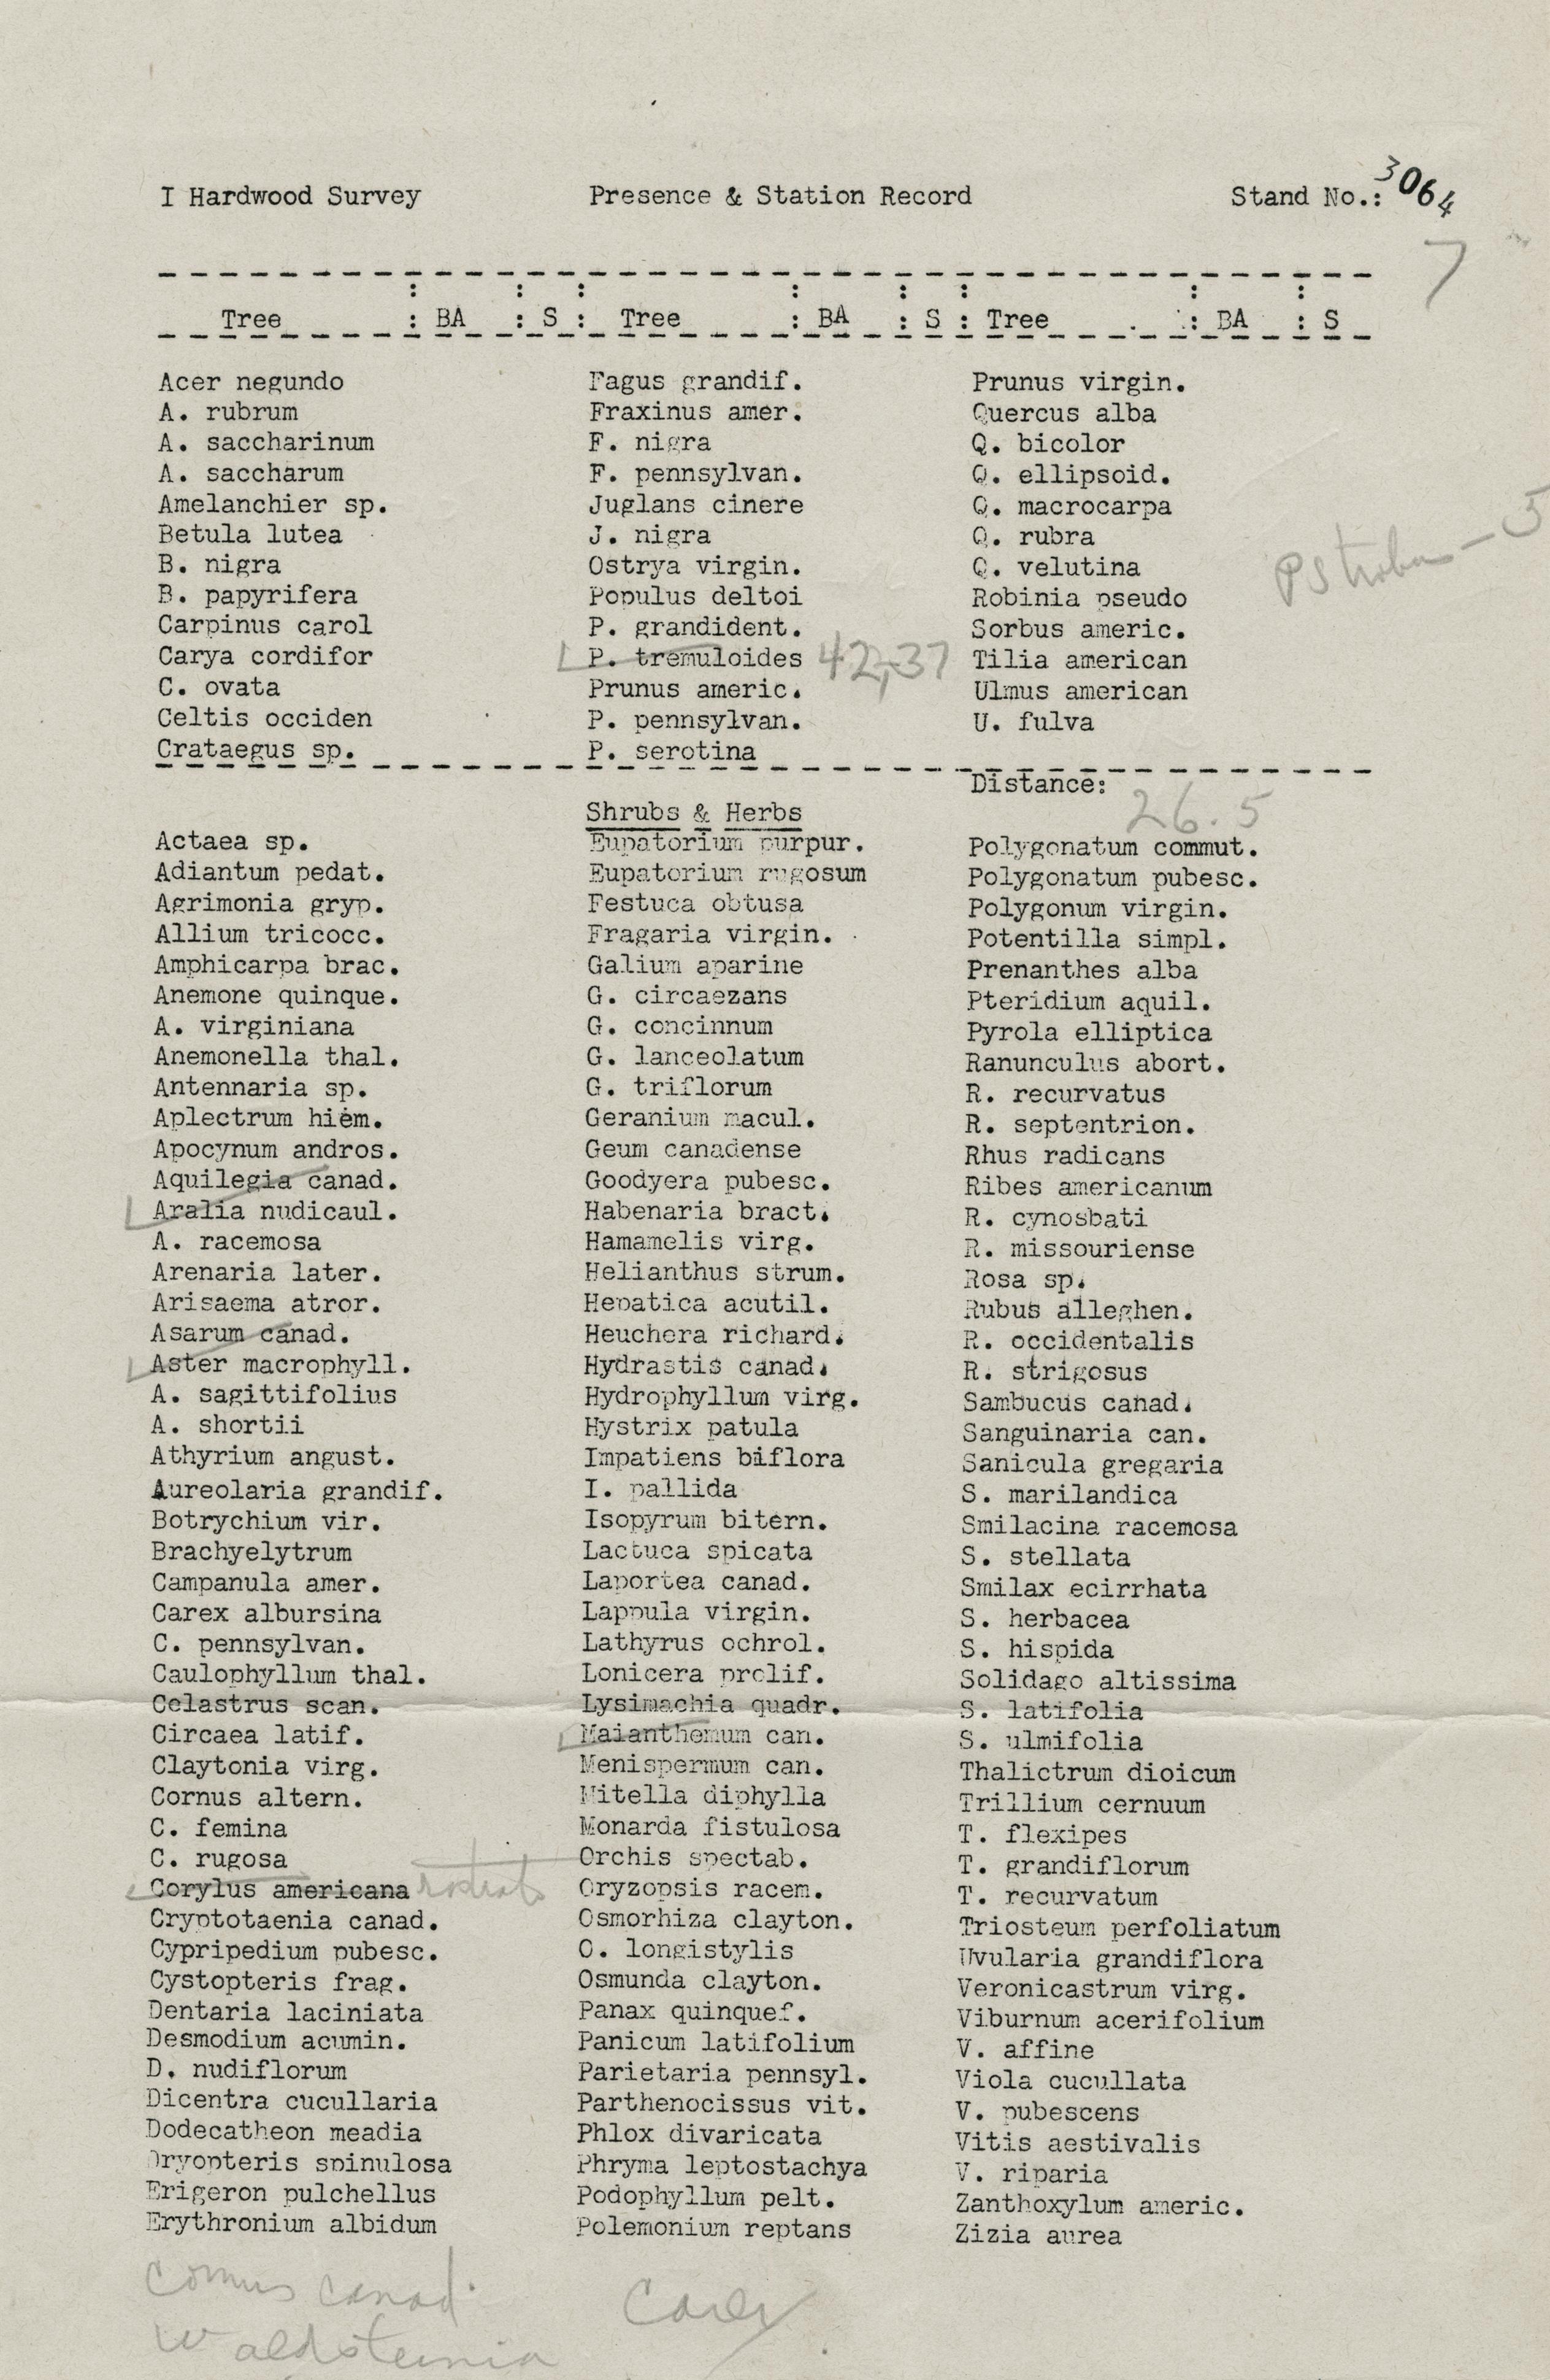 I Hardwood Survey Presence & Station Record Stand No.: 3064
7
Tree : BA : S : Tree : BA : S : Tree : BA : S
Acer negundo Fagus grandif. Prunus virgin.
A. rubrum Fraxinus amer. Quercus alba
A. saccharinum F. nigra Q. bicolor
A. saccharum F. pennsylvan. Q. ellipsoid.
Amelanchier sp. Juglans cinere Q. macrocarpa
Betula lutea J. nigra Q. rubra
B. nigra Ostrya virgin. Q. velutina P Strobus - 5
B. papyrifera Populus deltoi Robinia pseudo
Carpinus carol P. grandident. Sorbus americ.
Carya cordifor P. tremuloides 42,-37 Tilia american
C. ovata Prunus americ. Ulmus american
Celtis occiden P. pennsylvan. U. fulva
Crataegus sp. P. serotina
Distance: 26.5
Shrubs & Herbs
Actaea sp. Eupatorium purpur. Polygonatum commut.
Adiantum pedat. Eupatorium rugosum Polygonatum pubesc.
Agrimonia gryp. Festuca obtusa Polygonum virgin.
Allium tricocc. Fragaria virgin. Potentilla simpl.
Amphicarpa brac. Galium aparine Prenanthes alba
Anemone quinque. G. circaezans Pteridium aquil.
A. virginiana G. concinnum Pyrola elliptica
Anemonella thal. G. lanceolatum Ranunculus abort.
Antennaria sp. G. triflorum R. recurvatus
Aplectrum hiem. Geranium macul. R. septentrion.
Apocynum andros. Geum canadense Rhus radicans
Aquilegia canad. Goodyera pubesc. Ribes americanum
Aralia nudicaul. Habenaria bract. R. cynosbati
A. racemosa Hamamelis virg. R. missouriense
Arenaria later. Helianthus strum. Rosa sp.
Arisaema atror. Hepatica acutil. Rubus alleghen.
Asarum canad. Heuchera richard. R. occidentalis
Aster macrophyll. Hydrastis canad. R. strigosus
A. sagittifolius Hydrophyllum virg. Sambucus canad.
A. shortii Hystrix patula Sanguinaria can.
Athyrium angust. Impatiens biflora Sanicula gregaria
Aureolaria grandif. I. pallida S. marilandica
Botrychium vir. Isopyrum bitern. Smilacina racemosa
Brachyelytrum Lactuca spicata S. stellata
Campanula amer. Laportea canad. Smilax ecirrhata
Carex albursina Lappula virgin. S. herbacea
C. pennsylvan. Lathyrus ochrol. S. hispida
Caulophyllum thal. Lonicera prolif. Solidago altissima
Celastrus scan. Lysimachia quadr. S. latifolia
Circaea latif. Maianthemum can. S. ulmifolia
Claytonia virg. Menispermum can. Thalictrum dioicum
Cornus altern. Mitella diphylla Trillium cernuum
C. femina Monarda fistulosa T. flexipes
C. rugosa Orchis spectab. T. grandiflorum
Corylus americana rostrata Oryzopsis racem. T. recurvatum
Cryptotaenia canad. Osmorhiza clayton. Triosteum perfoliatum
Cypripedium pubesc. O. longistylis Uvularia grandiflora
Cystopteris frag. Osmunda clayton. Veronicastrum virg.
Dentaria laciniata Panax quinquef. Viburnum acerifolium
Desmodium acumin. Panicum latifolium V. affine
D. nudiflorum Parietaria pennsyl. Viola cucullata
Dicentra cucullaria Parthenocissus vit. V. pubescens
Dodecatheon meadia Phlox divaricata Vitis aestivalis
Dryopteris spinulosa Phryma leptostachya V. riparia
Erigeron pulchellus Podophyllum pelt. Zanthoxylum americ.
Erythronium albidum Polemonium reptans Zizia aurea
Cornus canad. Carex
Waldsteinia